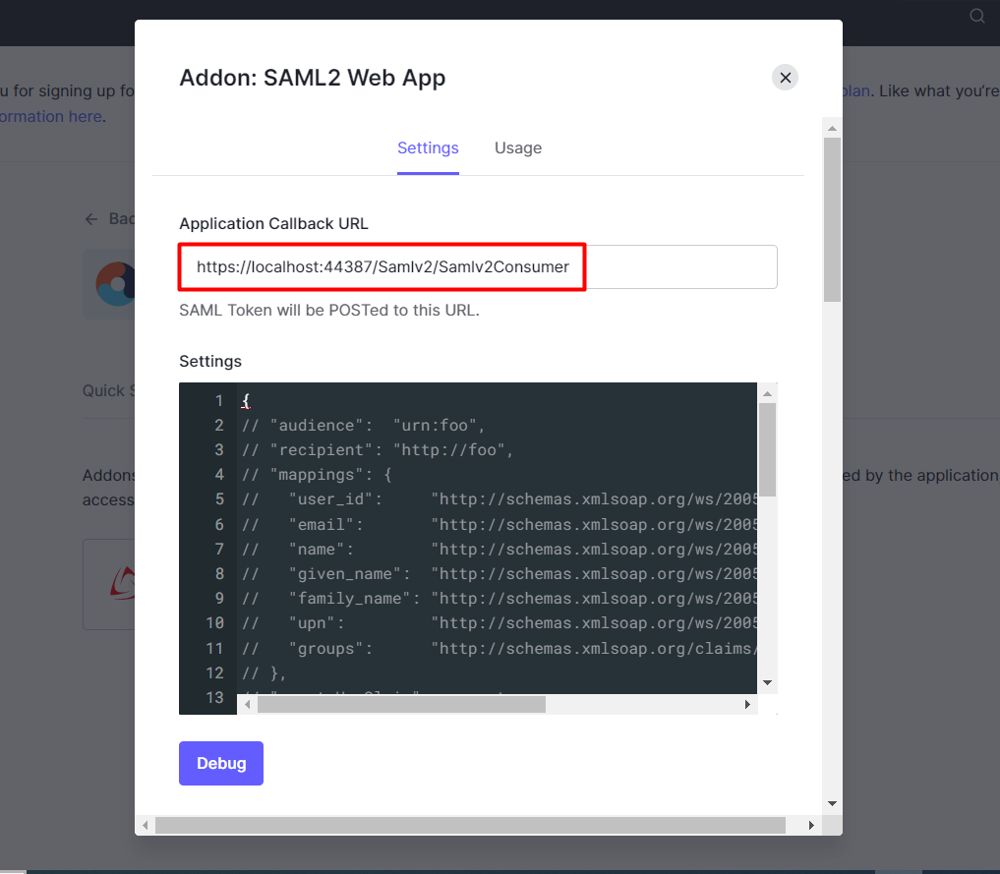 Addon: SAML2 Web App
u for signing up fo
plan. Like what you're
ormation here.
Settings Usage
Bac
Application Callback URL
https://localhost:44387/Samlv2/Samlv2Consumer
SAML Token will be POSTed to this URL.
Settings
Quick S
1 {
2 // "audience": "urn:foo",
3 // "recipient": "http://foo",
4 // "mappings": {
Addons
ed by the application
access
5 // "user_id": "http://schemas.xmlsoap.org/ws/2005
6 // "email": "http://schemas.xmlsoap.org/ws/2005
7 // "name": "http://schemas.xmlsoap.org/ws/2005
8 // "given_name": "http://schemas.xmlsoap.org/ws/2005
9 // "family_name": "http://schemas.xmlsoap.org/ws/2005
10 // "upn": "http://schemas.xmlsoap.org/ws/2005
11 // "groups": "http://schemas.xmlsoap.org/claims/
12 // },
13
Debug